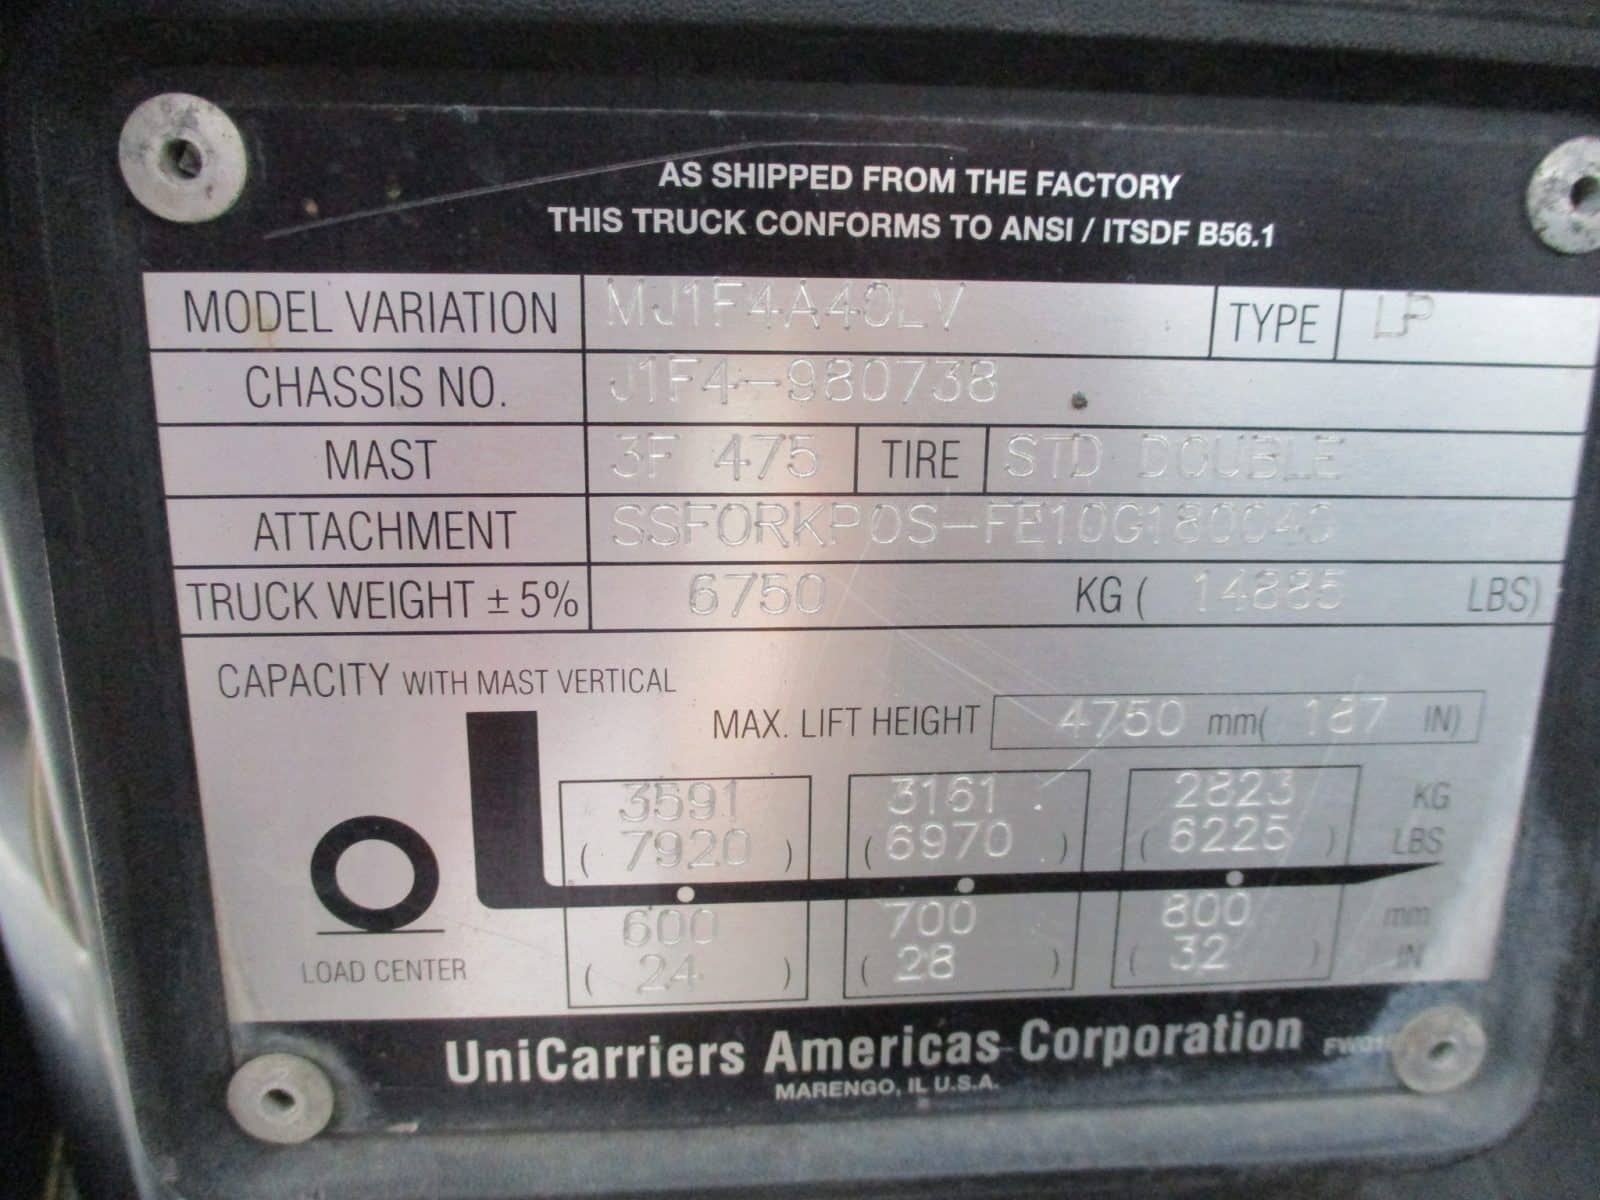 AS SHIPPED FROM THE FACTORY
THIS TRUCK CONFORMS TO ANSI / ITSDF B56.1
MODEL VARIATION MJ1F4A40LV TYPE LP
CHASSIS NO. J1F4-980738
MAST 3F 475 TIRE STD DOUBLE
ATTACHMENT SSFORKPOS-FE10G180040
TRUCK WEIGHT ± 5% 6750 KG ( 14885 LBS)
CAPACITY WITH MAST VERTICAL
MAX. LIFT HEIGHT 4750 mm( 187 IN)
3591 3161 2823 KG
( 7920 ) ( 6970 ) ( 6225 ) LBS
600 700 800 mm
( 24 ) ( 28 ) ( 32 ) IN
LOAD CENTER
UniCarriers Americas Corporation
MARENGO, IL U.S.A.